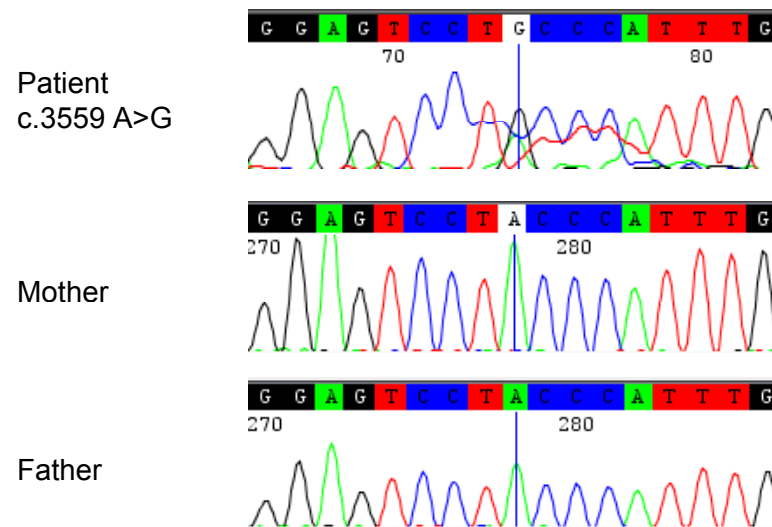 G G A G T C C T G C C C A T T T G
70 80
Patient
c.3559 A>G
G G A G T C C T A C C C A T T T G
270 280
Mother
G G A G T C C T A C C C A T T T G
270 280
Father